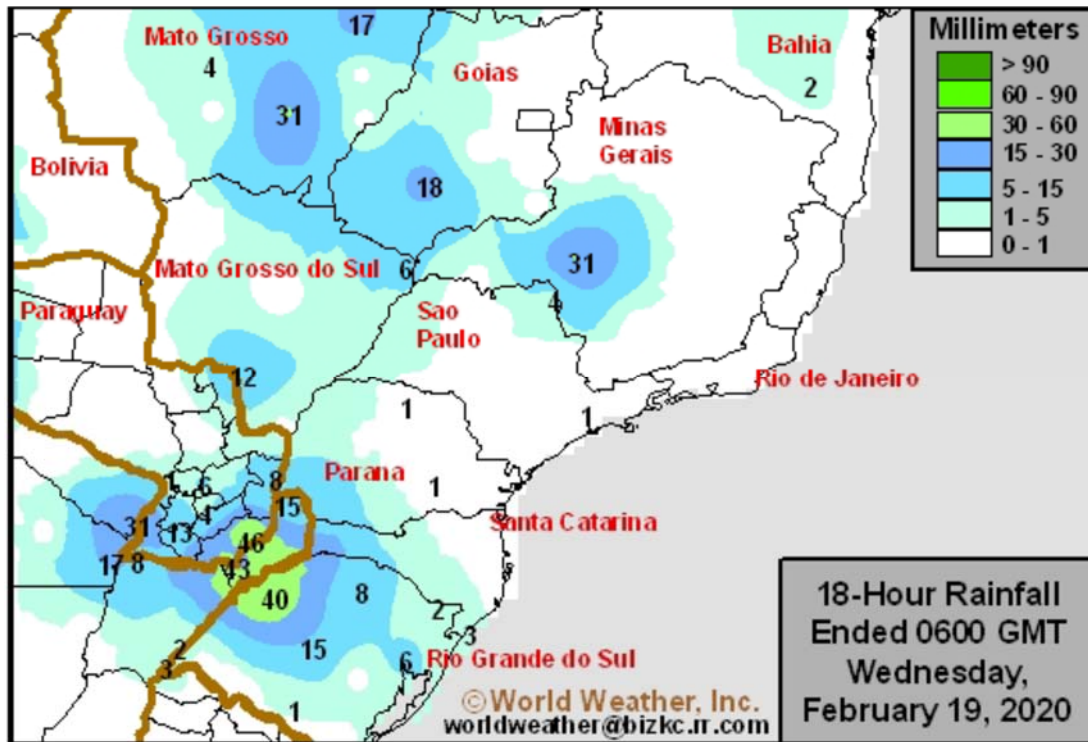 Millimeters
> 90
60 - 90
30 - 60
15 - 30
5 - 15
1 - 5
0 - 1
17
Mato Grosso
Bahia
Goias
4
2
31
Minas
Gerais
Bolivia
18
31
Mato Grosso do Sul
6
4
Paraguay
Sao
Paulo
12
Rio de Janeiro
1
1
Parana
8
1
6
1
15
4
31
13
Santa Catarina
46
17
8
43
40
8
2
3
15
2
3
6
Rio Grande do Sul
1
18-Hour Rainfall
Ended 0600 GMT
Wednesday,
February 19, 2020
©World Weather, Inc.
worldweather@bizkc.rr.com